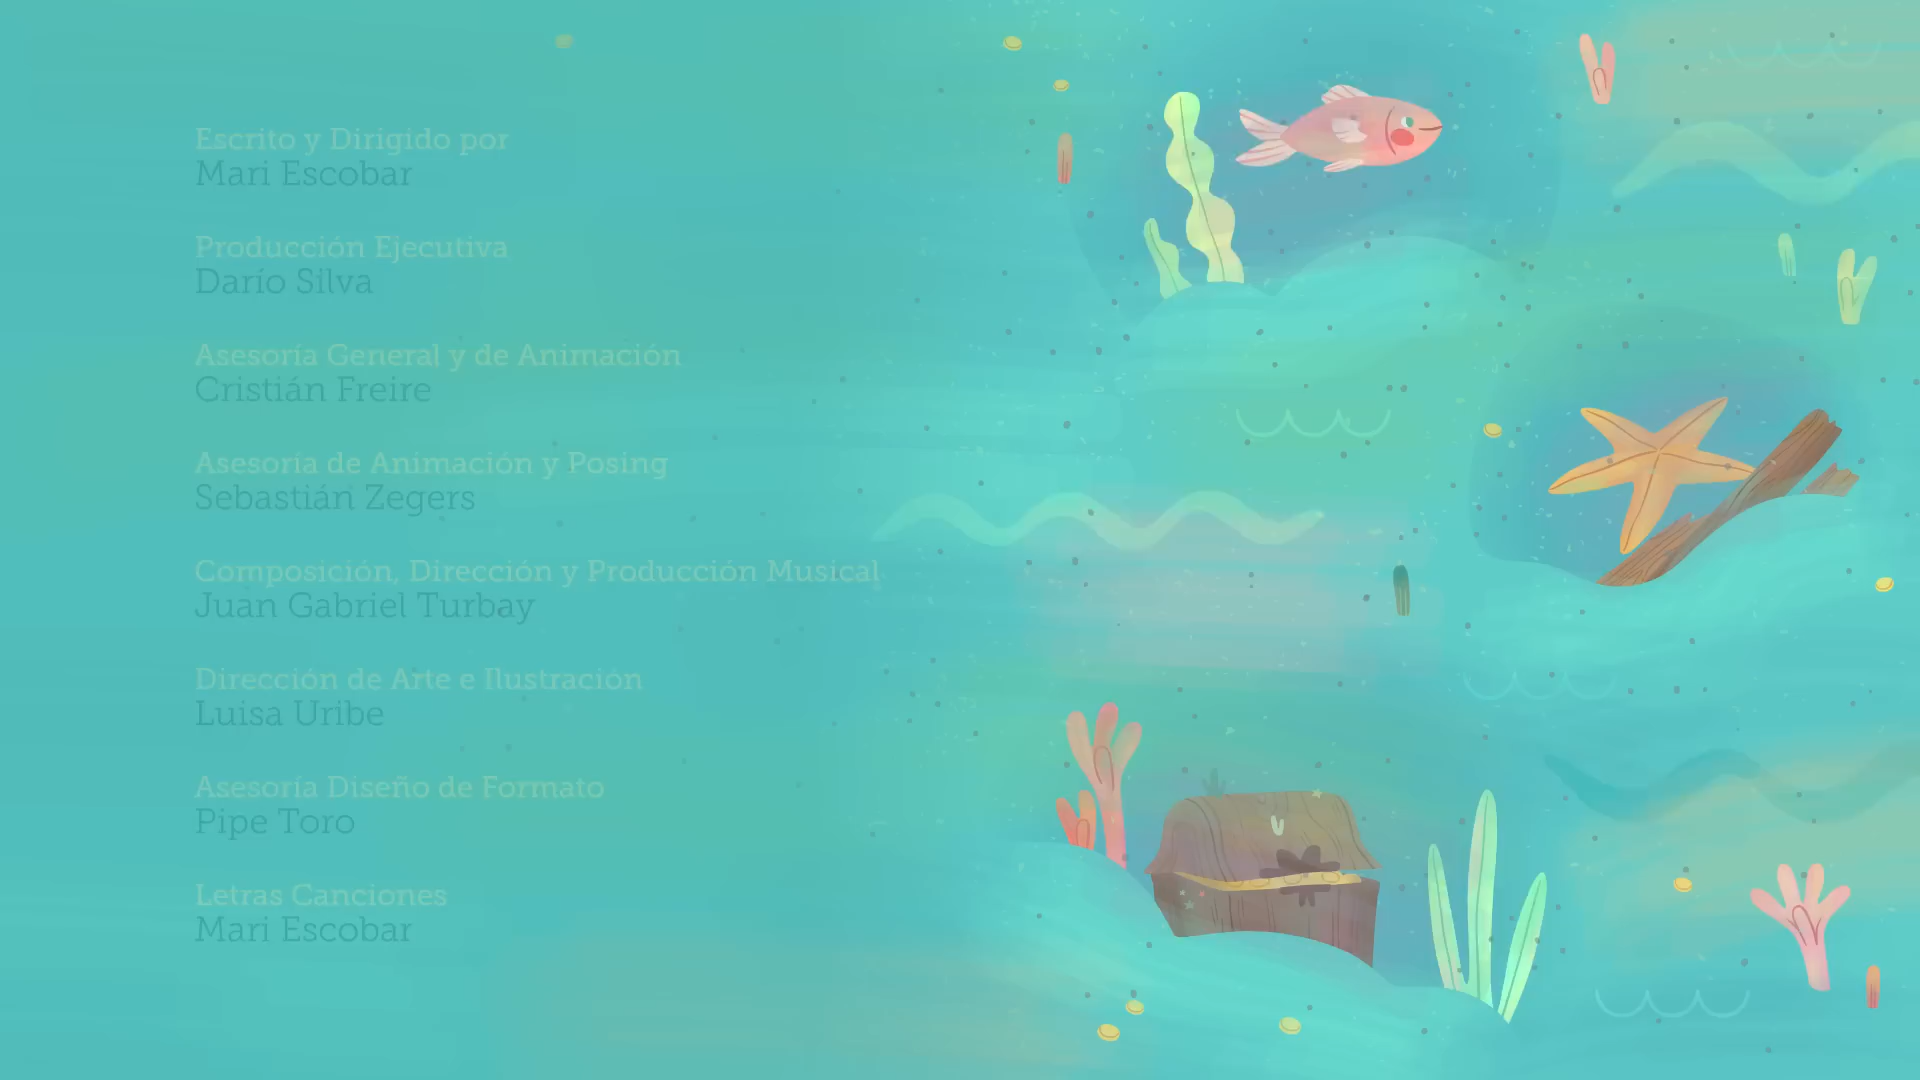 Escrito y Dirigido por
Mari Escobar
Producción Ejecutiva
Darío Silva
Asesoría General y de Animación
Cristián Freire
Asesoría de Animación y Posing
Sebastián Zegers
Composición, Dirección y Producción Musical
Juan Gabriel Turbay
Dirección de Arte e Ilustración
Luisa Uribe
Asesoría Diseño de Formato
Pipe Toro
Letras Canciones
Mari Escobar